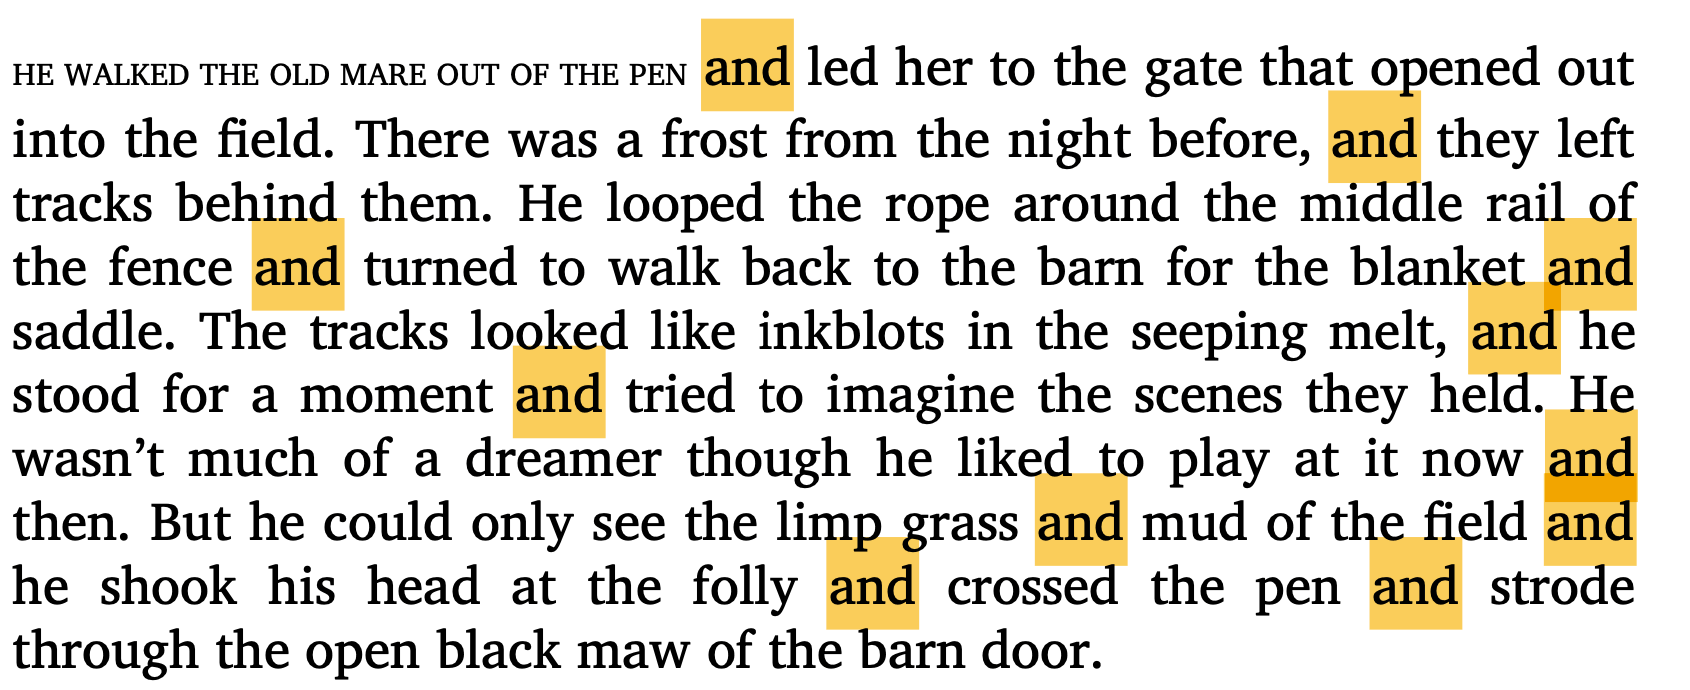 HE WALKED THE OLD MARE OUT OF THE PEN and led her to the gate that opened out
into the field. There was a frost from the night before, and they left
tracks behind them. He looped the rope around the middle rail of
the fence and turned to walk back to the barn for the blanket and
saddle. The tracks looked like inkblots in the seeping melt, and he
stood for a moment and tried to imagine the scenes they held. He
wasn’t much of a dreamer though he liked to play at it now and
then. But he could only see the limp grass and mud of the field and
he shook his head at the folly and crossed the pen and strode
through the open black maw of the barn door.